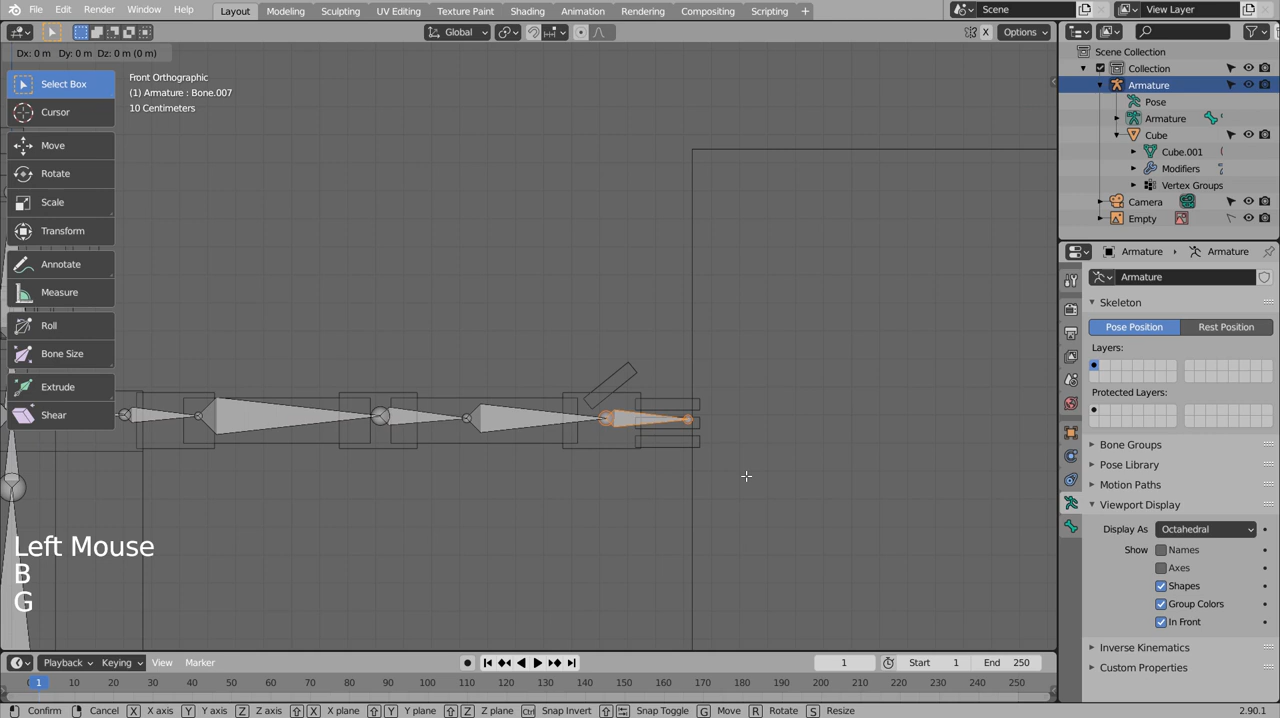 File Edit Render Window Help Layout Modeling Sculpting UV Editing Texture Paint Shading Animation Rendering Compositing Scripting Scene View Layer
Global Options
Dx: 0 m Dy: 0 m Dz: 0 m (0 m)
Select Box
Cursor
Move
Rotate
Scale
Transform
Annotate
Measure
Roll
Bone Size
Extrude
Shear
Front Orthographic
(1) Armature : Bone.007
10 Centimeters
Left Mouse
B
G
Scene Collection
Collection
Armature
Pose
Armature
Cube
Cube.001
Modifiers
Vertex Groups
Camera
Empty
Armature Armature
Armature
Skeleton
Pose Position Rest Position
Layers:
Protected Layers:
Bone Groups
Pose Library
Motion Paths
Viewport Display
Display As Octahedral
Show Names
Axes
Shapes
Group Colors
In Front
Inverse Kinematics
Custom Properties
Playback Keying View Marker 1 Start 1 End 250
1 10 20 30 40 50 60 70 80 90 100 110 120 130 140 150 160 170 180 190 200 210 220 230 240 250
Confirm Cancel X X axis Y Y axis Z Z axis X X plane Y Y plane Z Z plane Ctrl Snap Invert Snap Toggle G Move R Rotate S Resize 2.90.1